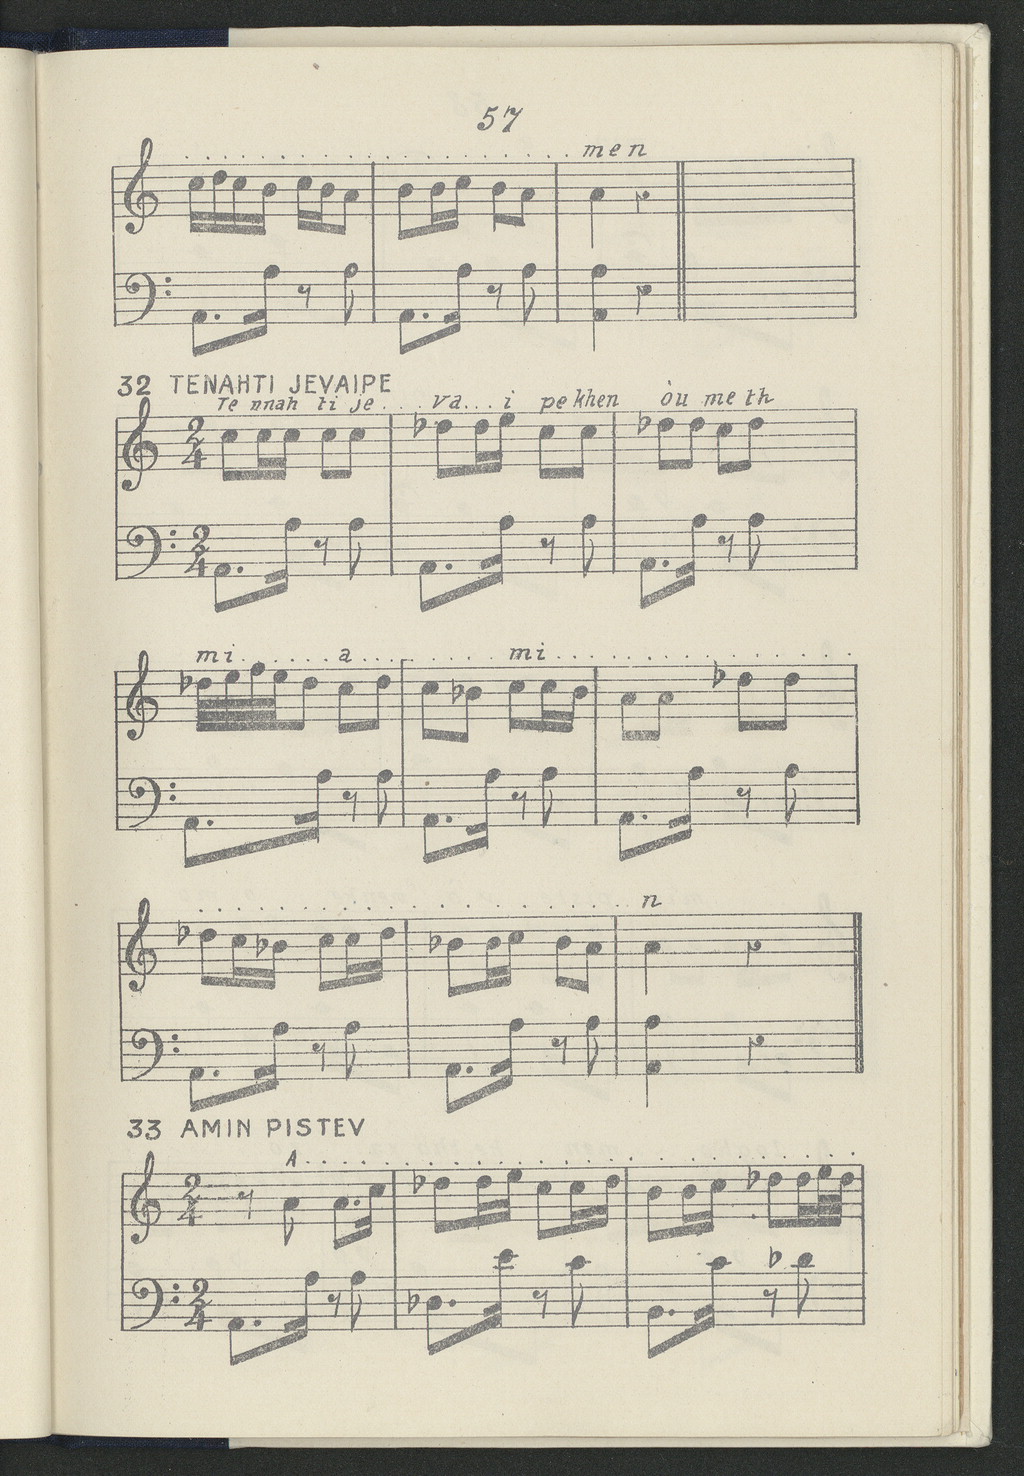 57
men
32 TENAHTI JEVAIPE
Te nnah ti je... va... i pe khen òu me th
mi...... a......... mi...........
n
33 AMIN PISTEV
A...